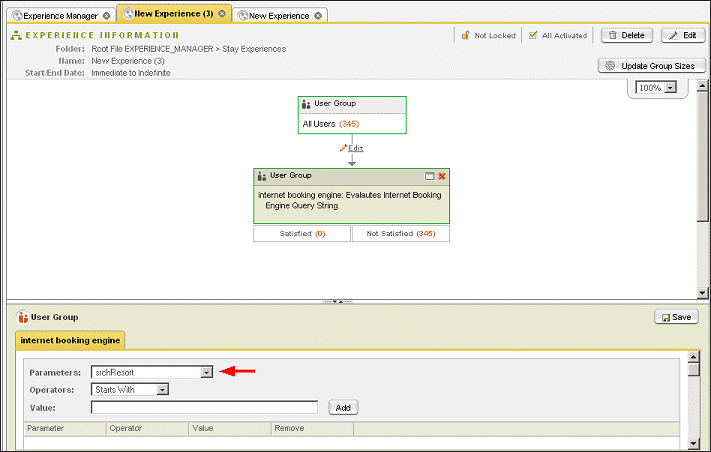 Experience Manager New Experience (3) New Experience
EXPERIENCE INFORMATION Not Locked All Activated Delete Edit
Folder: Root File EXPERIENCE_MANAGER > Stay Experiences
Name: New Experience (3)
Start/End Date: Immediate to Indefinite
Update Group Sizes
100%
User Group
All Users (345)
Edit
User Group
internet booking engine: Evalautes Internet Booking
Engine Query String
Satisfied (0) Not Satisfied (345)
User Group Save
internet booking engine
Parameters: srchResort
Operators: Starts With
Value: Add
Parameter Operator Value Remove